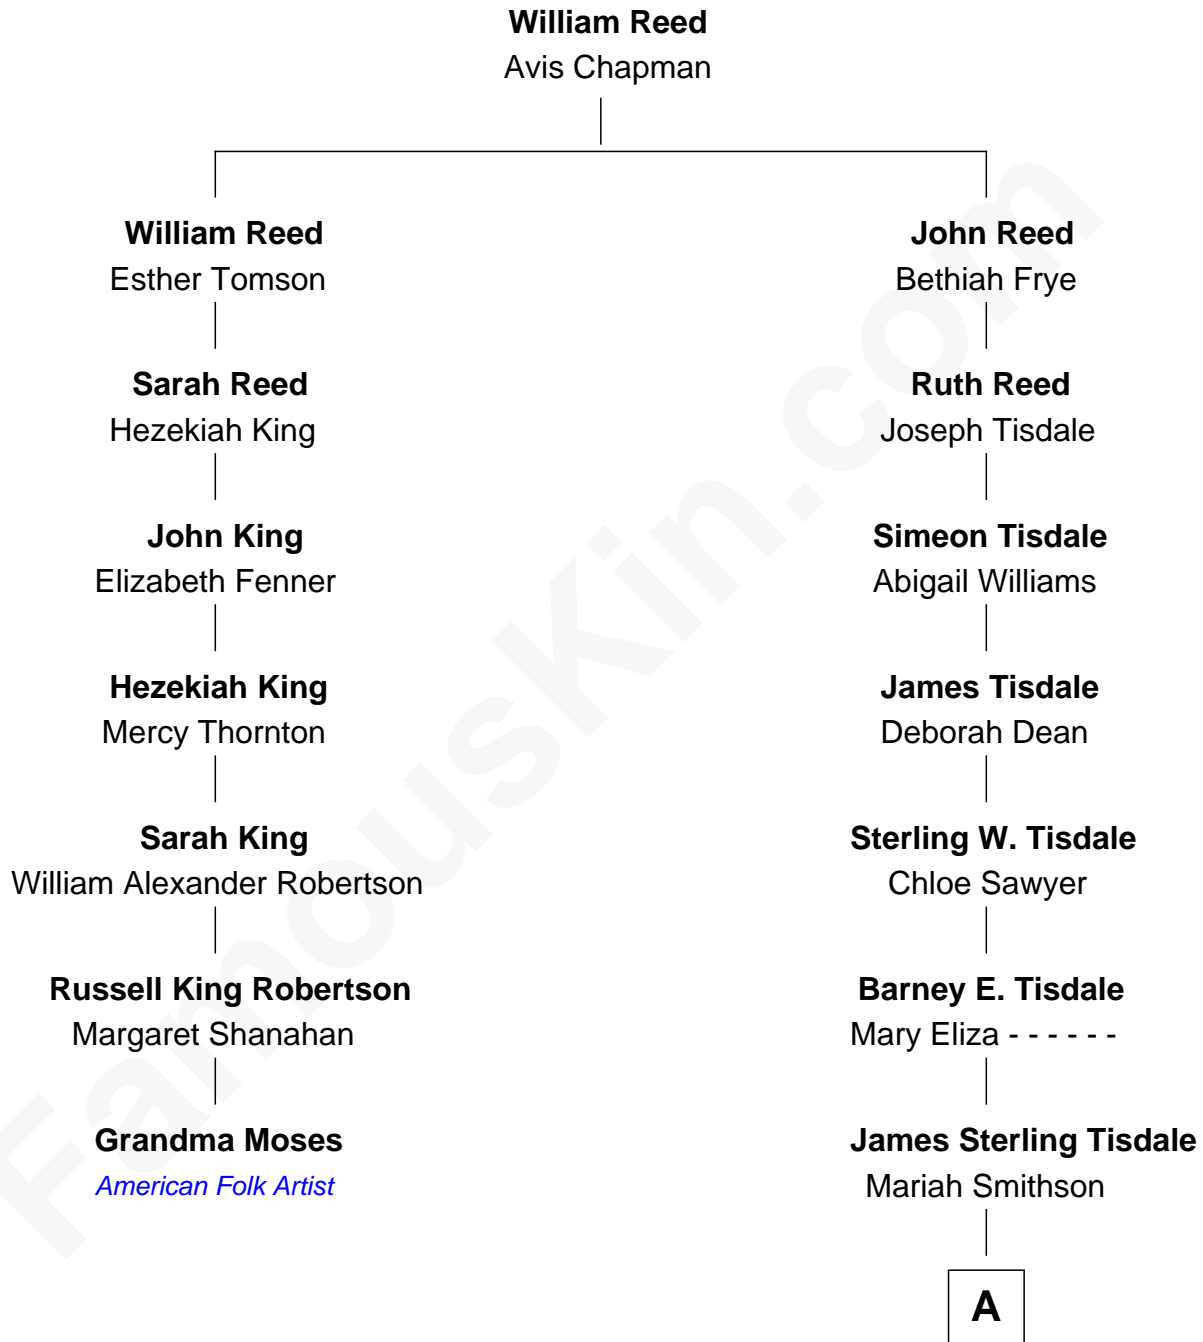 William Reed
Avis Chapman
William Reed
Esther Tomson
John Reed
Bethiah Frye
Sarah Reed
Hezekiah King
Ruth Reed
Joseph Tisdale
John King
Elizabeth Fenner
Simeon Tisdale
Abigail Williams
Hezekiah King
Mercy Thornton
James Tisdale
Deborah Dean
Sarah King
William Alexander Robertson
Sterling W. Tisdale
Chloe Sawyer
Russell King Robertson
Margaret Shanahan
Barney E. Tisdale
Mary Eliza - - - - - -
Grandma Moses
American Folk Artist
James Sterling Tisdale
Mariah Smithson
A
FamousKin.com